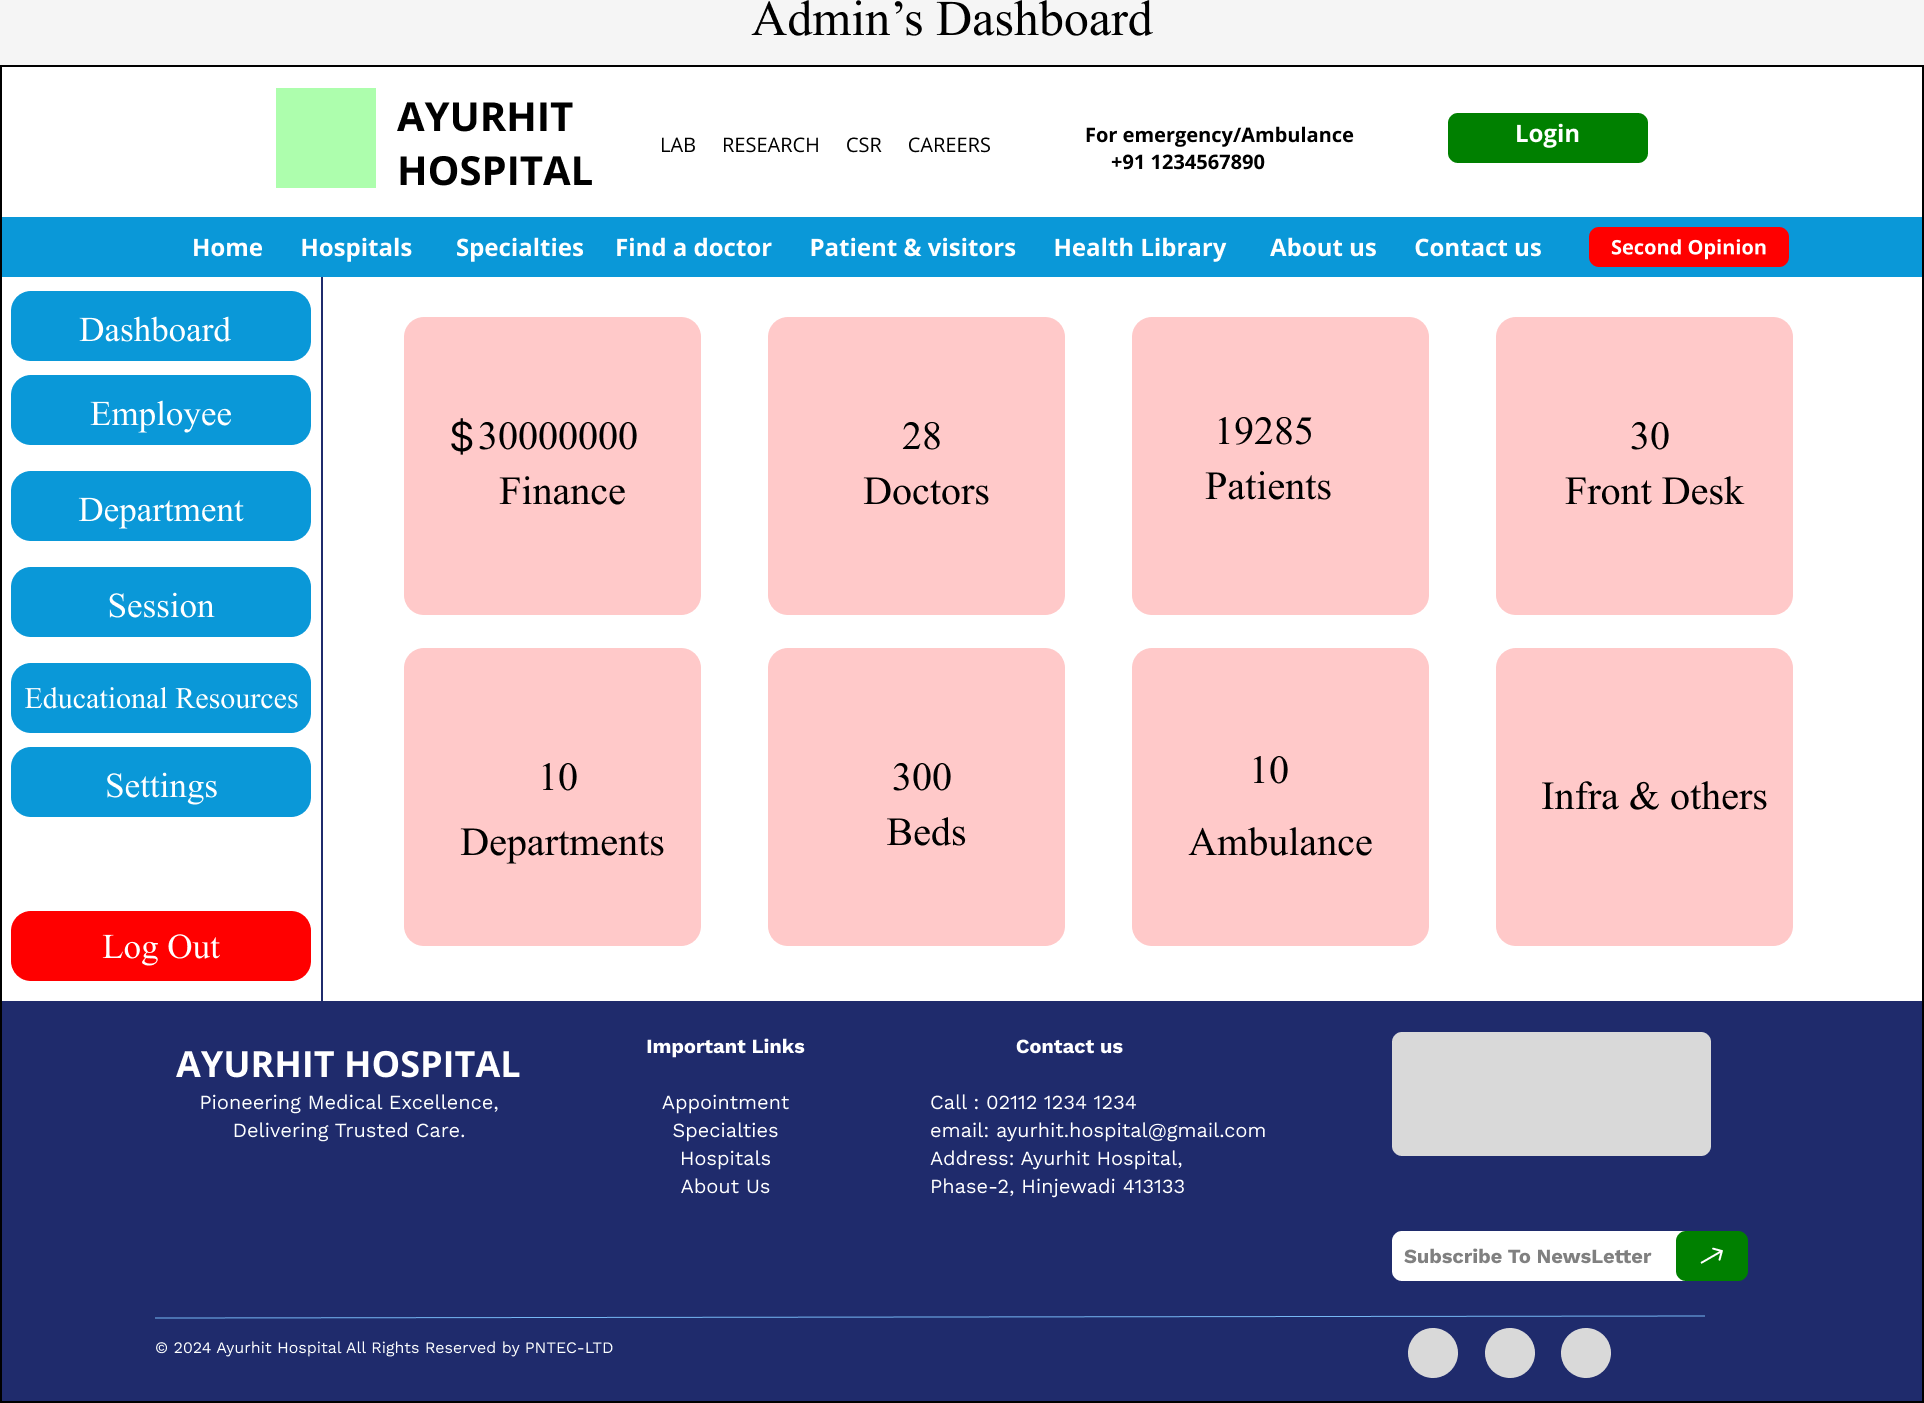 Admin’s Dashboard
AYURHIT
HOSPITAL
LAB RESEARCH CSR CAREERS
For emergency/Ambulance
+91 1234567890
Login
Home Hospitals Specialties Find a doctor Patient & visitors Health Library About us Contact us Second Opinion
Dashboard
Employee
Department
Session
Educational Resources
Settings
Log Out
$30000000
Finance
28
Doctors
19285
Patients
30
Front Desk
10
Departments
300
Beds
10
Ambulance
Infra & others
AYURHIT HOSPITAL
Pioneering Medical Excellence,
Delivering Trusted Care.
Important Links
Appointment
Specialties
Hospitals
About Us
Contact us
Call : 02112 1234 1234
email: ayurhit.hospital@gmail.com
Address: Ayurhit Hospital,
Phase-2, Hinjewadi 413133
Subscribe To NewsLetter
© 2024 Ayurhit Hospital All Rights Reserved by PNTEC-LTD